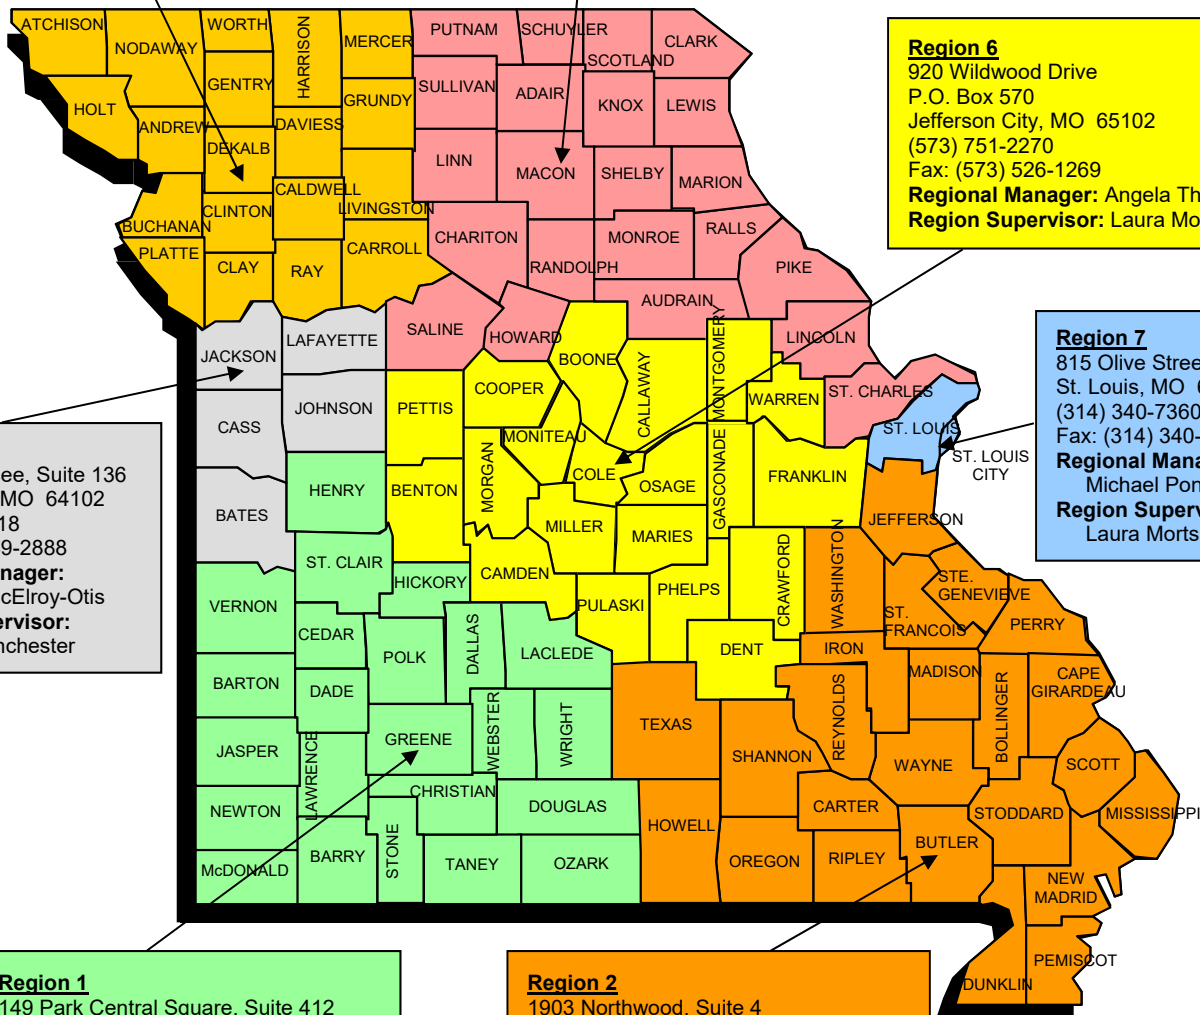 ATCHISON
NODAWAY
WORTH
HARRISON
MERCER
PUTNAM
SCHUYLER
SCOTLAND
CLARK
HOLT
GENTRY
GRUNDY
SULLIVAN
ADAIR
KNOX
LEWIS
ANDREW
DEKALB
DAVIESS
LINN
MACON
SHELBY
MARION
BUCHANAN
CLINTON
CALDWELL
LIVINGSTON
CHARITON
RANDOLPH
MONROE
RALLS
PLATTE
CLAY
RAY
CARROLL
PIKE
AUDRAIN
JACKSON
LAFAYETTE
SALINE
HOWARD
BOONE
CALLAWAY
MONTGOMERY
LINCOLN
WARREN
ST. CHARLES
ST. LOUIS
ST. LOUIS
CITY
CASS
JOHNSON
PETTIS
COOPER
MONITEAU
COLE
OSAGE
GASCONADE
FRANKLIN
BATES
HENRY
BENTON
MORGAN
MILLER
MARIES
JEFFERSON
ST. CLAIR
HICKORY
CAMDEN
PULASKI
PHELPS
CRAWFORD
WASHINGTON
STE.
GENEVIEVE
ST.
FRANCOIS
PERRY
VERNON
CEDAR
POLK
DALLAS
LACLEDE
DENT
IRON
MADISON
BOLLINGER
CAPE
GIRARDEAU
BARTON
DADE
GREENE
WEBSTER
WRIGHT
TEXAS
SHANNON
REYNOLDS
WAYNE
SCOTT
JASPER
LAWRENCE
CHRISTIAN
DOUGLAS
HOWELL
CARTER
STODDARD
MISSISSIPPI
NEWTON
McDONALD
BARRY
STONE
TANEY
OZARK
OREGON
RIPLEY
BUTLER
NEW
MADRID
PEMISCOT
DUNKLIN
Region 6
920 Wildwood Drive
P.O. Box 570
Jefferson City, MO 65102
(573) 751-2270
Fax: (573) 526-1269
Regional Manager: Angela Th
Region Supervisor: Laura Mo
Region 7
815 Olive Stree
St. Louis, MO
(314) 340-7360
Fax: (314) 340-
Regional Mana
Michael Pon
Region Superv
Laura Morts
ee, Suite 136
MO 64102
18
9-2888
nager:
cElroy-Otis
ervisor:
nchester
Region 1
149 Park Central Square, Suite 412
Region 2
1903 Northwood, Suite 4